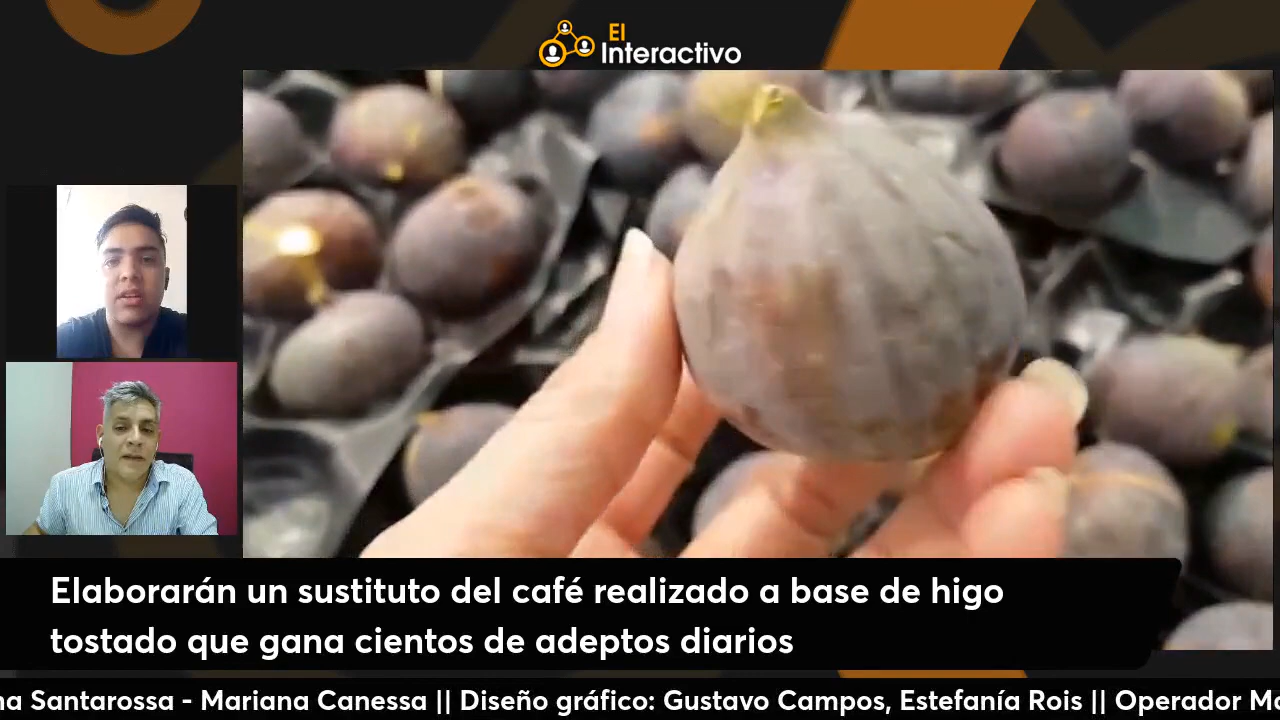 El
Interactivo
Elaborarán un sustituto del café realizado a base de higo
tostado que gana cientos de adeptos diarios
Santarossa - Mariana Canessa || Diseño gráfico: Gustavo Campos, Estefanía Rois || Operador